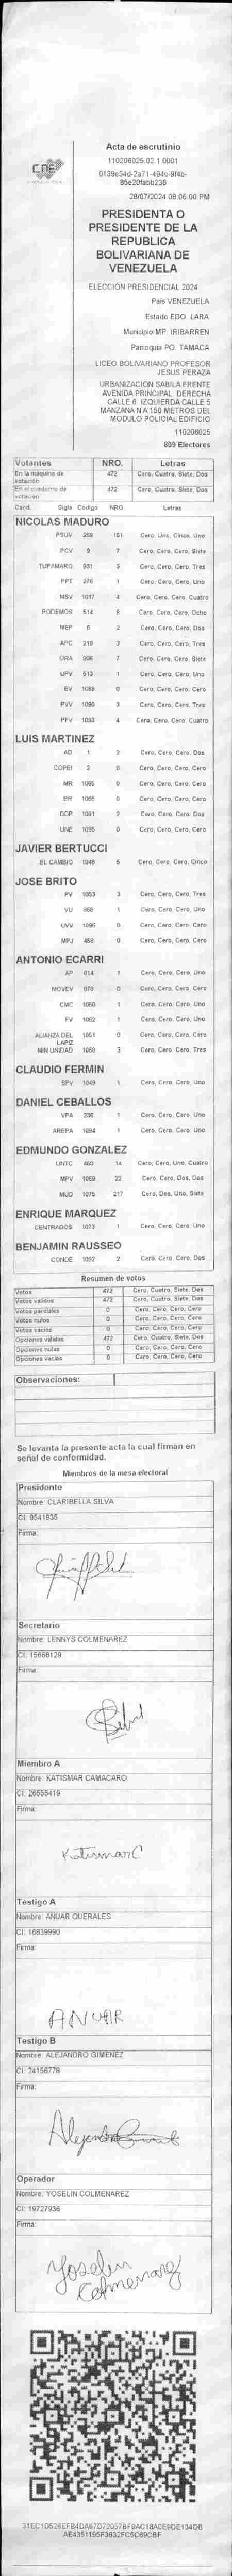 CNE
Acta de escrutinio
110206025.02.1.0001
28/07/2024 08:06:00 PM
PRESIDENTA O
PRESIDENTE DE LA
REPUBLICA
BOLIVARIANA DE
VENEZUELA
ELECCIÓN PRESIDENCIAL 2024
País VENEZUELA
Estado EDO. LARA
Municipio MP. IRIBARREN
Parroquia PQ. TAMACA
LICEO BOLIVARIANO PROFESOR
JESUS PERAZA
URBANIZACIÓN SABILA FRENTE
AVENIDA PRINCIPAL. DERECHA
CALLE 6. IZQUIERDA CALLE 5
MANZANA N A 150 METROS DEL
MODULO POLICIAL EDIFICIO
110206025
809 Electores
Votantes NRO. Letras
En la maquina de votación 472 Cero, Cuatro, Siete, Dos
En el cuaderno de votación 472 Cero, Cuatro, Siete, Dos
Cand. Sigla Código NRO. Letras
NICOLAS MADURO
PSUV 269 151 Cero, Uno, Cinco, Uno
PCV 9 7 Cero, Cero, Cero, Siete
TUPAMARO 931 3 Cero, Cero, Cero, Tres
PPT 276 1 Cero, Cero, Cero, Uno
MSV 1017 4 Cero, Cero, Cero, Cuatro
PODEMOS 514 8 Cero, Cero, Cero, Ocho
MEP 6 2 Cero, Cero, Cero, Dos
APC 219 3 Cero, Cero, Cero, Tres
ORA 906 7 Cero, Cero, Cero, Siete
UPV 513 1 Cero, Cero, Cero, Uno
EV 1089 0 Cero, Cero, Cero, Cero
PVV 1090 3 Cero, Cero, Cero, Tres
PFV 1053 4 Cero, Cero, Cero, Cuatro
LUIS MARTINEZ
AD 1 2 Cero, Cero, Cero, Dos
COPEI 2 0 Cero, Cero, Cero, Cero
MR 1005 0 Cero, Cero, Cero, Cero
BR 1066 0 Cero, Cero, Cero, Cero
DDP 1091 2 Cero, Cero, Cero, Dos
UNE 1095 0 Cero, Cero, Cero, Cero
JAVIER BERTUCCI
EL CAMBIO 1048 5 Cero, Cero, Cero, Cinco
JOSE BRITO
PV 1053 3 Cero, Cero, Cero, Tres
VU 868 1 Cero, Cero, Cero, Uno
UVV 1096 0 Cero, Cero, Cero, Cero
MPJ 458 0 Cero, Cero, Cero, Cero
ANTONIO ECARRI
AP 614 1 Cero, Cero, Cero, Uno
MOVEV 679 0 Cero, Cero, Cero, Cero
CMC 1060 1 Cero, Cero, Cero, Uno
FV 1062 1 Cero, Cero, Cero, Uno
ALIANZA DEL LAPIZ 1051 0 Cero, Cero, Cero, Cero
MIN UNIDAD 1089 3 Cero, Cero, Cero, Tres
CLAUDIO FERMIN
SPV 1049 1 Cero, Cero, Cero, Uno
DANIEL CEBALLOS
VPA 236 1 Cero, Cero, Cero, Uno
AREPA 1084 1 Cero, Cero, Cero, Uno
EDMUNDO GONZALEZ
UNTC 460 14 Cero, Cero, Uno, Cuatro
MPV 1069 22 Cero, Cero, Dos, Dos
MUD 1076 217 Cero, Dos, Uno, Siete
ENRIQUE MARQUEZ
CENTRADOS 1073 1 Cero, Cero, Cero, Uno
BENJAMIN RAUSSEO
CONDE 1092 2 Cero, Cero, Cero, Dos
Resumen de votos
Votos 472 Cero, Cuatro, Siete, Dos
Votos validos 472 Cero, Cuatro, Siete, Dos
Votos parciales 0 Cero, Cero, Cero, Cero
Votos nulos 0 Cero, Cero, Cero, Cero
Votos vacios 0 Cero, Cero, Cero, Cero
Opciones validas 472 Cero, Cuatro, Siete, Dos
Opciones nulas 0 Cero, Cero, Cero, Cero
Opciones vacias 0 Cero, Cero, Cero, Cero
Observaciones:
Se levanta la presente acta la cual firman en
señal de conformidad.
Miembros de la mesa electoral
Presidente
Nombre: CLARIBELLA SILVA
CI: 9541835
Firma:
Secretario
Nombre: LENNYS COLMENAREZ
CI: 15668129
Firma:
Miembro A
Nombre: KATISMAR CAMACARO
CI: 26555419
Firma:
Katismar C
Testigo A
Nombre: ANUAR QUERALES
CI: 16839990
Firma:
ANUAR
Testigo B
Nombre: ALEJANDRO GIMENEZ
CI: 24156778
Firma:
Operador
Nombre: YOSELIN COLMENAREZ
CI: 19727936
Firma:
Yoselin
Colmenarez